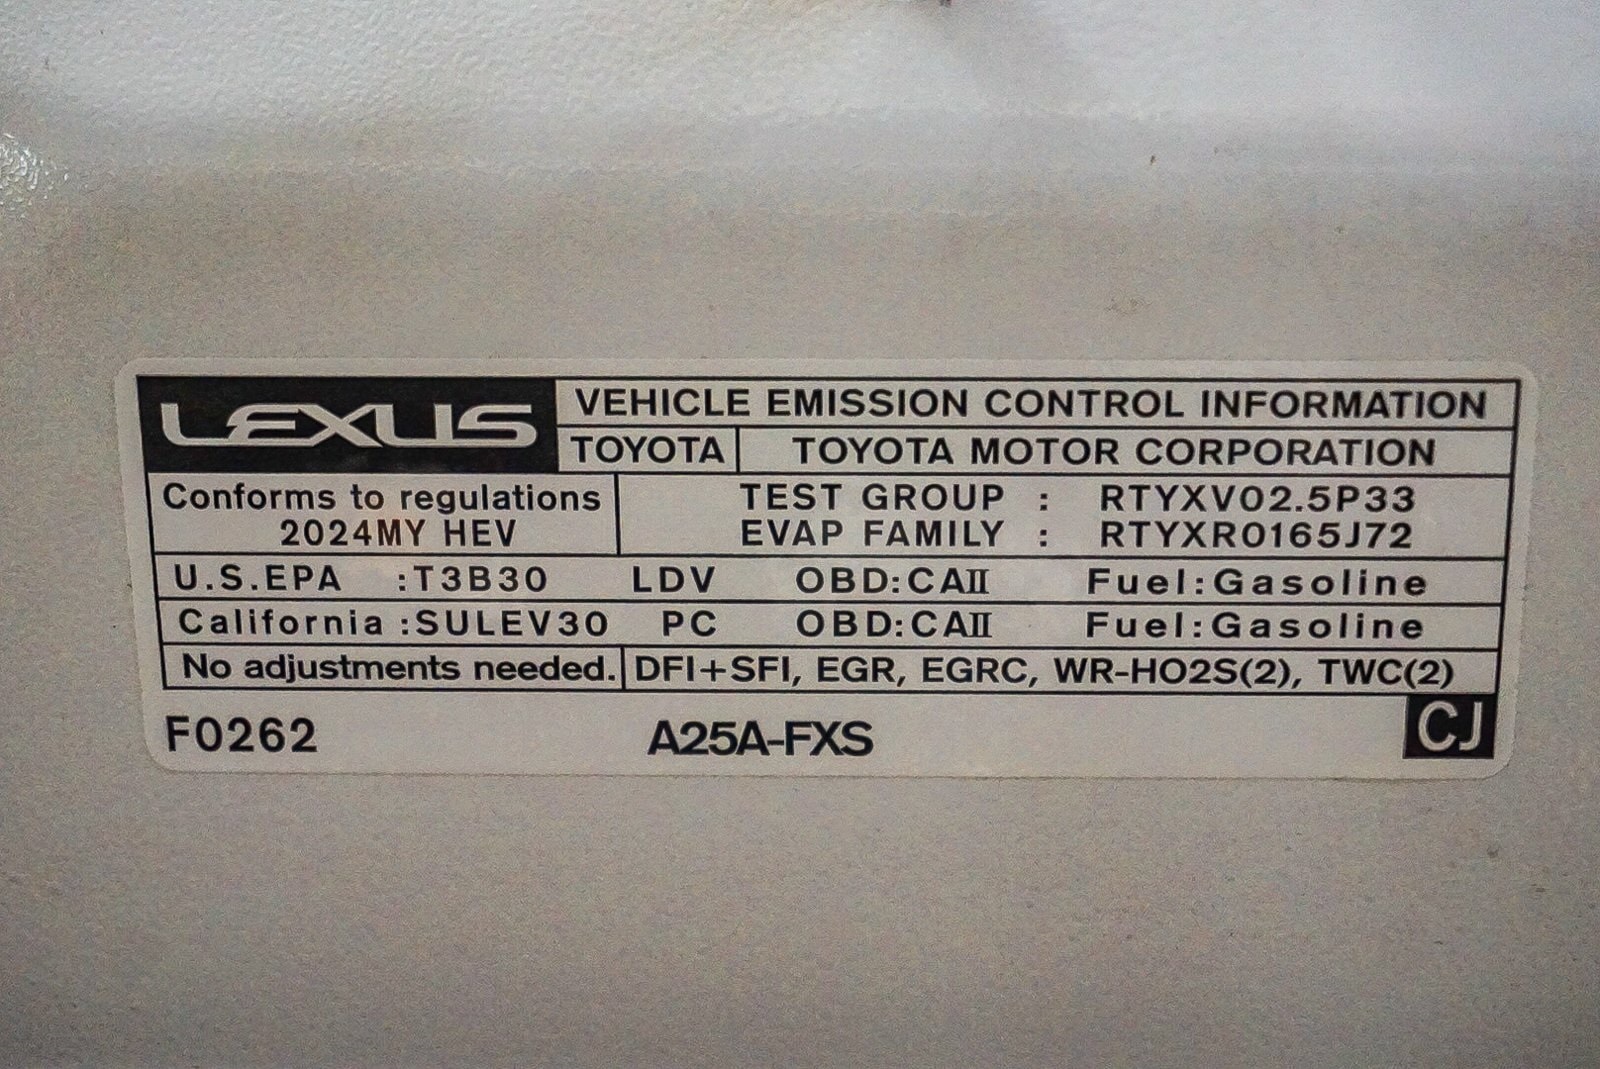 LEXUS
VEHICLE EMISSION CONTROL INFORMATION
TOYOTA TOYOTA MOTOR CORPORATION
Conforms to regulations
2024MY HEV
TEST GROUP : RTYXV02.5P33
EVAP FAMILY : RTYXR0165J72
U.S.EPA :T3B30 LDV OBD:CAⅡ Fuel:Gasoline
California :SULEV30 PC OBD:CAⅡ Fuel:Gasoline
No adjustments needed. DFI+SFI, EGR, EGRC, WR-HO2S(2), TWC(2)
F0262 A25A-FXS CJ